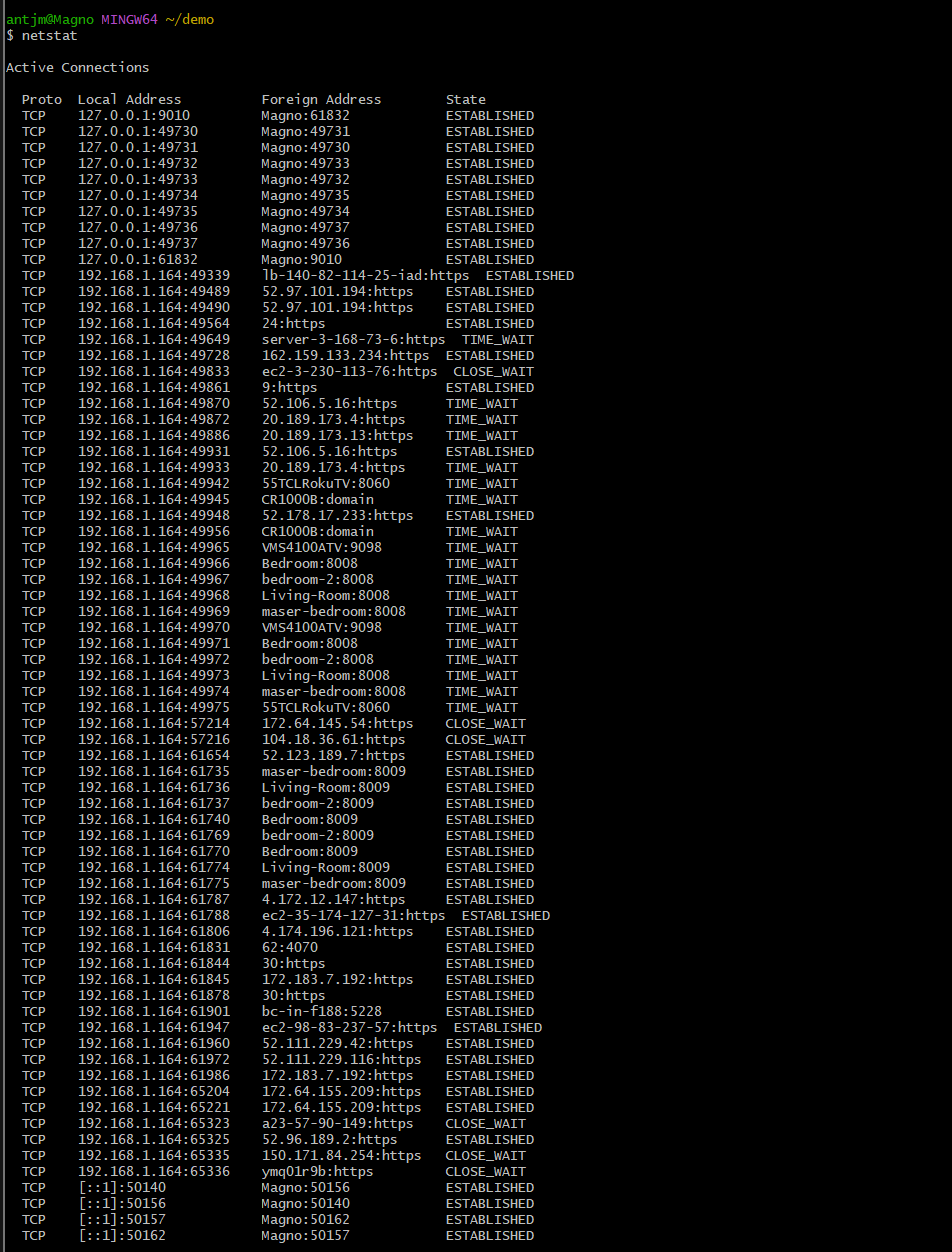 antjm@Magno MINGW64 ~/demo
$ netstat
Active Connections
Proto Local Address Foreign Address State
TCP 127.0.0.1:9010 Magno:61832 ESTABLISHED
TCP 127.0.0.1:49730 Magno:49731 ESTABLISHED
TCP 127.0.0.1:49731 Magno:49730 ESTABLISHED
TCP 127.0.0.1:49732 Magno:49733 ESTABLISHED
TCP 127.0.0.1:49733 Magno:49732 ESTABLISHED
TCP 127.0.0.1:49734 Magno:49735 ESTABLISHED
TCP 127.0.0.1:49735 Magno:49734 ESTABLISHED
TCP 127.0.0.1:49736 Magno:49737 ESTABLISHED
TCP 127.0.0.1:49737 Magno:49736 ESTABLISHED
TCP 127.0.0.1:61832 Magno:9010 ESTABLISHED
TCP 192.168.1.164:49339 lb-140-82-114-25-iad:https ESTABLISHED
TCP 192.168.1.164:49489 52.97.101.194:https ESTABLISHED
TCP 192.168.1.164:49490 52.97.101.194:https ESTABLISHED
TCP 192.168.1.164:49564 24:https ESTABLISHED
TCP 192.168.1.164:49649 server-3-168-73-6:https TIME_WAIT
TCP 192.168.1.164:49728 162.159.133.234:https ESTABLISHED
TCP 192.168.1.164:49833 ec2-3-230-113-76:https CLOSE_WAIT
TCP 192.168.1.164:49861 9:https ESTABLISHED
TCP 192.168.1.164:49870 52.106.5.16:https TIME_WAIT
TCP 192.168.1.164:49872 20.189.173.4:https TIME_WAIT
TCP 192.168.1.164:49886 20.189.173.13:https TIME_WAIT
TCP 192.168.1.164:49931 52.106.5.16:https ESTABLISHED
TCP 192.168.1.164:49933 20.189.173.4:https TIME_WAIT
TCP 192.168.1.164:49942 55TCLRokuTV:8060 TIME_WAIT
TCP 192.168.1.164:49945 CR1000B:domain TIME_WAIT
TCP 192.168.1.164:49948 52.178.17.233:https ESTABLISHED
TCP 192.168.1.164:49956 CR1000B:domain TIME_WAIT
TCP 192.168.1.164:49965 VMS4100ATV:9098 TIME_WAIT
TCP 192.168.1.164:49966 Bedroom:8008 TIME_WAIT
TCP 192.168.1.164:49967 bedroom-2:8008 TIME_WAIT
TCP 192.168.1.164:49968 Living-Room:8008 TIME_WAIT
TCP 192.168.1.164:49969 maser-bedroom:8008 TIME_WAIT
TCP 192.168.1.164:49970 VMS4100ATV:9098 TIME_WAIT
TCP 192.168.1.164:49971 Bedroom:8008 TIME_WAIT
TCP 192.168.1.164:49972 bedroom-2:8008 TIME_WAIT
TCP 192.168.1.164:49973 Living-Room:8008 TIME_WAIT
TCP 192.168.1.164:49974 maser-bedroom:8008 TIME_WAIT
TCP 192.168.1.164:49975 55TCLRokuTV:8060 TIME_WAIT
TCP 192.168.1.164:57214 172.64.145.54:https CLOSE_WAIT
TCP 192.168.1.164:57216 104.18.36.61:https CLOSE_WAIT
TCP 192.168.1.164:61654 52.123.189.7:https ESTABLISHED
TCP 192.168.1.164:61735 maser-bedroom:8009 ESTABLISHED
TCP 192.168.1.164:61736 Living-Room:8009 ESTABLISHED
TCP 192.168.1.164:61737 bedroom-2:8009 ESTABLISHED
TCP 192.168.1.164:61740 Bedroom:8009 ESTABLISHED
TCP 192.168.1.164:61769 bedroom-2:8009 ESTABLISHED
TCP 192.168.1.164:61770 Bedroom:8009 ESTABLISHED
TCP 192.168.1.164:61774 Living-Room:8009 ESTABLISHED
TCP 192.168.1.164:61775 maser-bedroom:8009 ESTABLISHED
TCP 192.168.1.164:61787 4.172.12.147:https ESTABLISHED
TCP 192.168.1.164:61788 ec2-35-174-127-31:https ESTABLISHED
TCP 192.168.1.164:61806 4.174.196.121:https ESTABLISHED
TCP 192.168.1.164:61831 62:4070 ESTABLISHED
TCP 192.168.1.164:61844 30:https ESTABLISHED
TCP 192.168.1.164:61845 172.183.7.192:https ESTABLISHED
TCP 192.168.1.164:61878 30:https ESTABLISHED
TCP 192.168.1.164:61901 bc-in-f188:5228 ESTABLISHED
TCP 192.168.1.164:61947 ec2-98-83-237-57:https ESTABLISHED
TCP 192.168.1.164:61960 52.111.229.42:https ESTABLISHED
TCP 192.168.1.164:61972 52.111.229.116:https ESTABLISHED
TCP 192.168.1.164:61986 172.183.7.192:https ESTABLISHED
TCP 192.168.1.164:65204 172.64.155.209:https ESTABLISHED
TCP 192.168.1.164:65221 172.64.155.209:https ESTABLISHED
TCP 192.168.1.164:65323 a23-57-90-149:https CLOSE_WAIT
TCP 192.168.1.164:65325 52.96.189.2:https ESTABLISHED
TCP 192.168.1.164:65335 150.171.84.254:https CLOSE_WAIT
TCP 192.168.1.164:65336 ymq01r9b:https CLOSE_WAIT
TCP [::1]:50140 Magno:50156 ESTABLISHED
TCP [::1]:50156 Magno:50140 ESTABLISHED
TCP [::1]:50157 Magno:50162 ESTABLISHED
TCP [::1]:50162 Magno:50157 ESTABLISHED